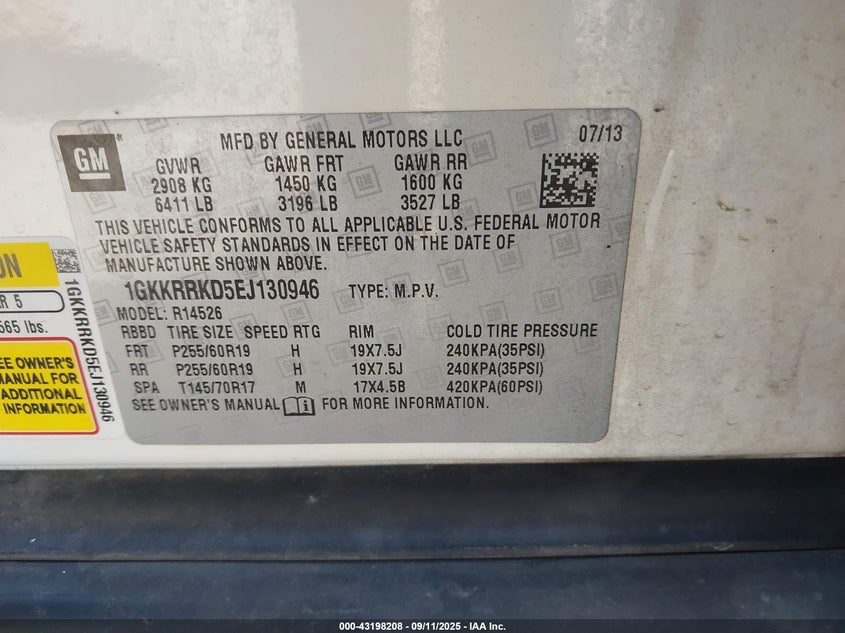 GM
MFD BY GENERAL MOTORS LLC 07/13
GVWR GAWR FRT GAWR RR
2908 KG 1450 KG 1600 KG
6411 LB 3196 LB 3527 LB
THIS VEHICLE CONFORMS TO ALL APPLICABLE U.S. FEDERAL MOTOR
VEHICLE SAFETY STANDARDS IN EFFECT ON THE DATE OF
MANUFACTURE SHOWN ABOVE.
1GKKRRKD5EJ130946 TYPE: M.P.V.
MODEL: R14526
RBBD TIRE SIZE SPEED RTG RIM COLD TIRE PRESSURE
FRT P255/60R19 H 19X7.5J 240KPA(35PSI)
RR P255/60R19 H 19X7.5J 240KPA(35PSI)
SPA T145/70R17 M 17X4.5B 420KPA(60PSI)
SEE OWNER'S MANUAL FOR MORE INFORMATION.
ON
R 5
565 lbs.
EE OWNER'S
MANUAL FOR
ADDITIONAL
INFORMATION
1GKKRRKD5EJ130946
000-43198208 - 09/11/2025 - IAA Inc.